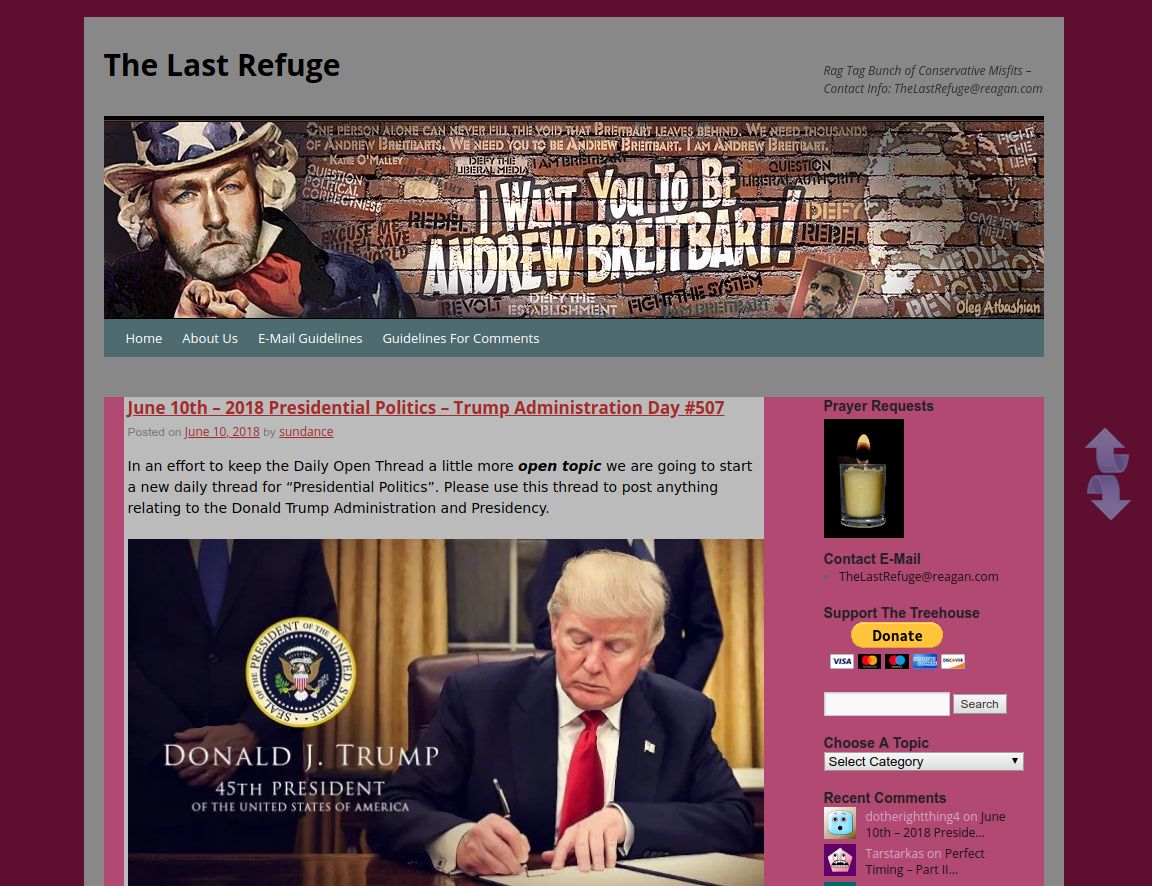 The Last Refuge
Rag Tag Bunch of Conservative Misfits –
Contact Info: TheLastRefuge@reagan.com
One person alone can never fill the void that Breitbart leaves behind. We need thousands
of Andrew Breitbarts. We need you to be Andrew Breitbart. I am Andrew Breitbart.
-Kate O'Malley
DEFY THE
LIBERAL MEDIA
I AM BREITBART
QUESTION
LIBERAL AUTHORITY
QUESTION
POLITICAL
CORRECTNESS
I WANT YOU TO BE
ANDREW BREITBART!
REBEL
DEFY
REBEL
EXCUSE ME
WORLD
GIVE 'EM
HELL
FIGHT
THE
MEDIA
REVOLUTION
REVOLT
DEFY THE
ESTABLISHMENT
FIGHT THE SYSTEM
I AM BREITBART
Oleg Atbashian
Home About Us E-Mail Guidelines Guidelines For Comments
June 10th – 2018 Presidential Politics – Trump Administration Day #507
Posted on June 10, 2018 by sundance
In an effort to keep the Daily Open Thread a little more open topic we are going to start
a new daily thread for “Presidential Politics”. Please use this thread to post anything
relating to the Donald Trump Administration and Presidency.
SEAL OF THE PRESIDENT OF THE UNITED STATES
DONALD J. TRUMP
45TH PRESIDENT
OF THE UNITED STATES OF AMERICA
Prayer Requests
Contact E-Mail
TheLastRefuge@reagan.com
Support The Treehouse
Donate
VISA
DISCOVER
Search
Choose A Topic
Select Category
Recent Comments
dotherightthing4 on June
10th – 2018 Preside...
Tarstarkas on Perfect
Timing – Part II...